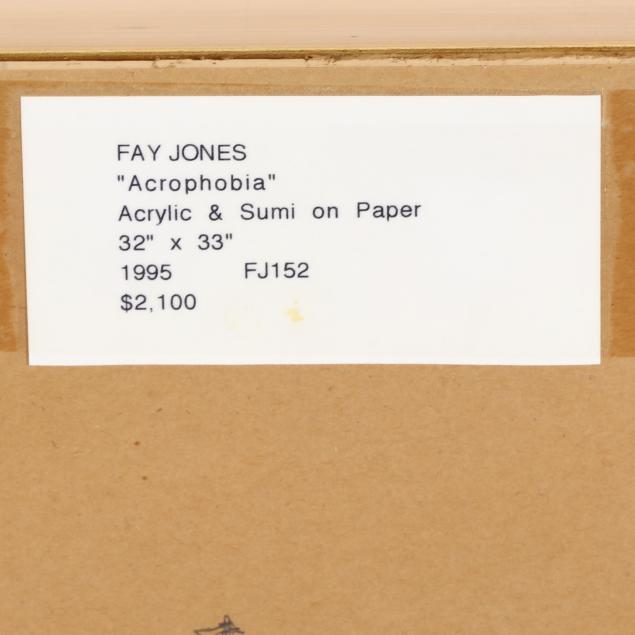 FAY JONES
"Acrophobia"
Acrylic & Sumi on Paper
32" x 33"
1995 FJ152
$2,100